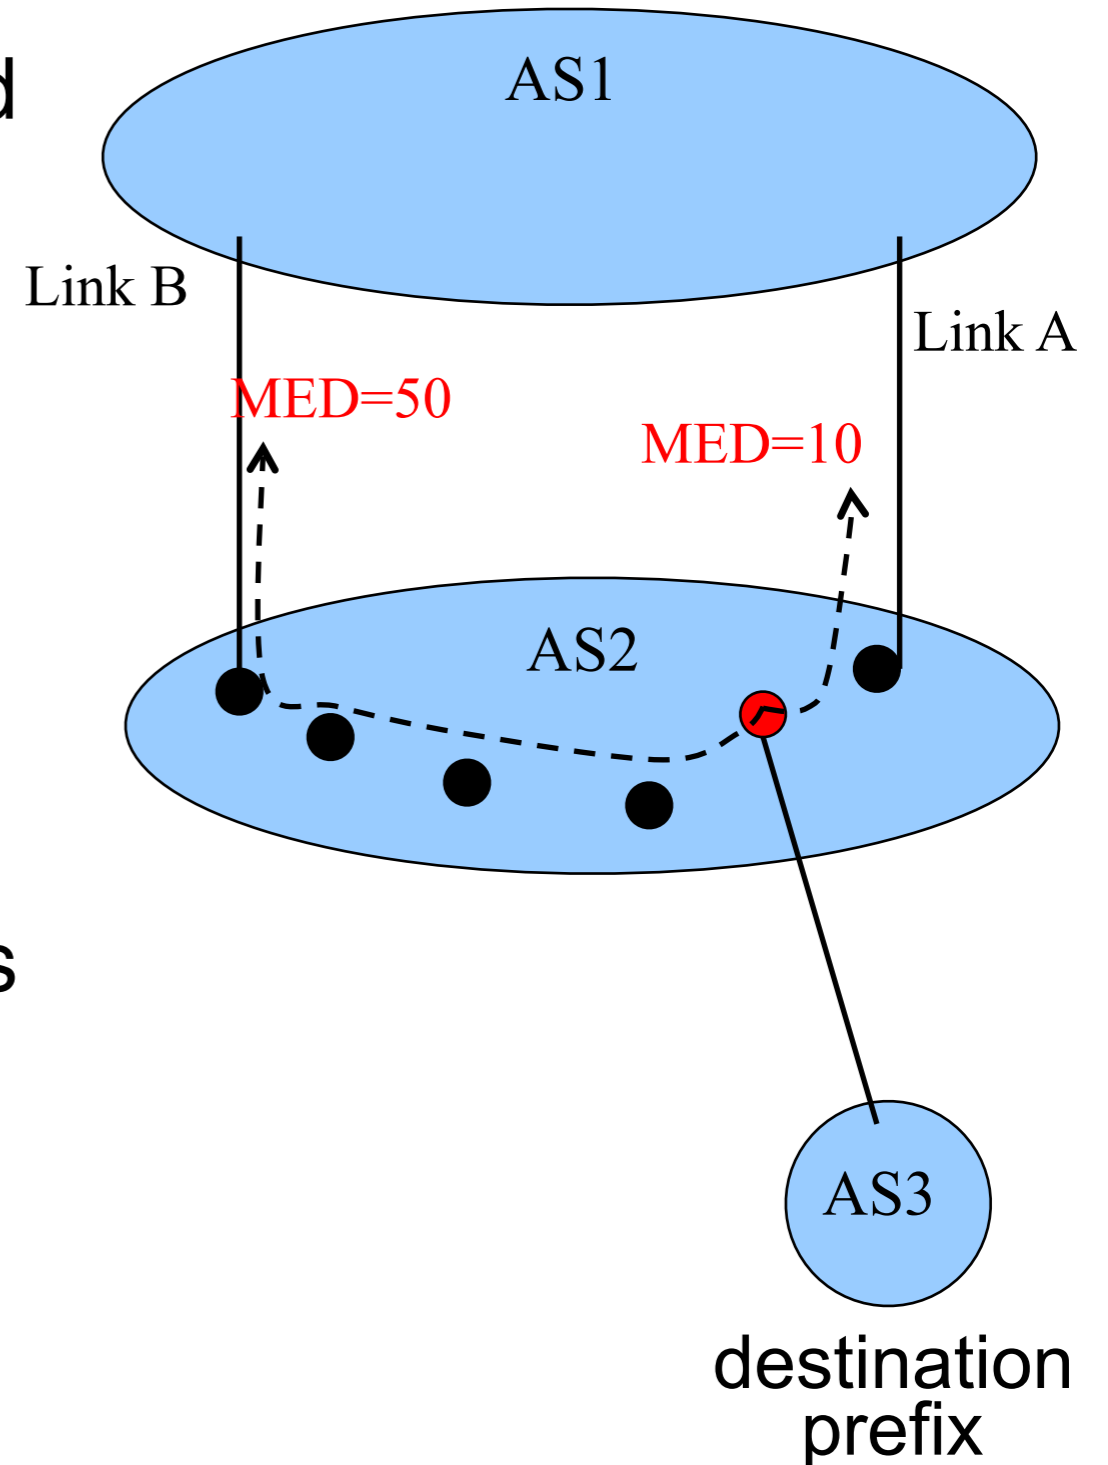 AS1
Link B
Link A
MED=50
MED=10
AS2
AS3
destination
prefix